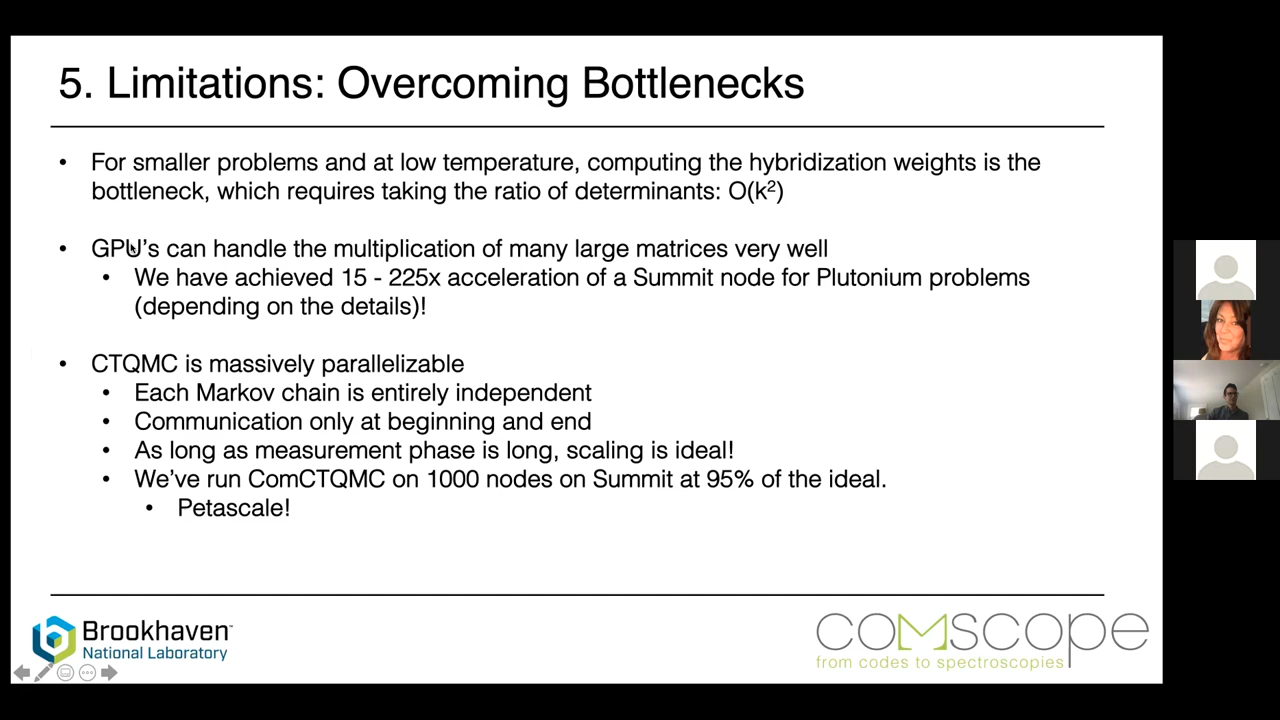 5. Limitations: Overcoming Bottlenecks
• For smaller problems and at low temperature, computing the hybridization weights is the
bottleneck, which requires taking the ratio of determinants: O(k²)
• GPU's can handle the multiplication of many large matrices very well
• We have achieved 15 - 225x acceleration of a Summit node for Plutonium problems
(depending on the details)!
• CTQMC is massively parallelizable
• Each Markov chain is entirely independent
• Communication only at beginning and end
• As long as measurement phase is long, scaling is ideal!
• We've run ComCTQMC on 1000 nodes on Summit at 95% of the ideal.
• Petascale!
Brookhaven™
National Laboratory
comscope
from codes to spectroscopies